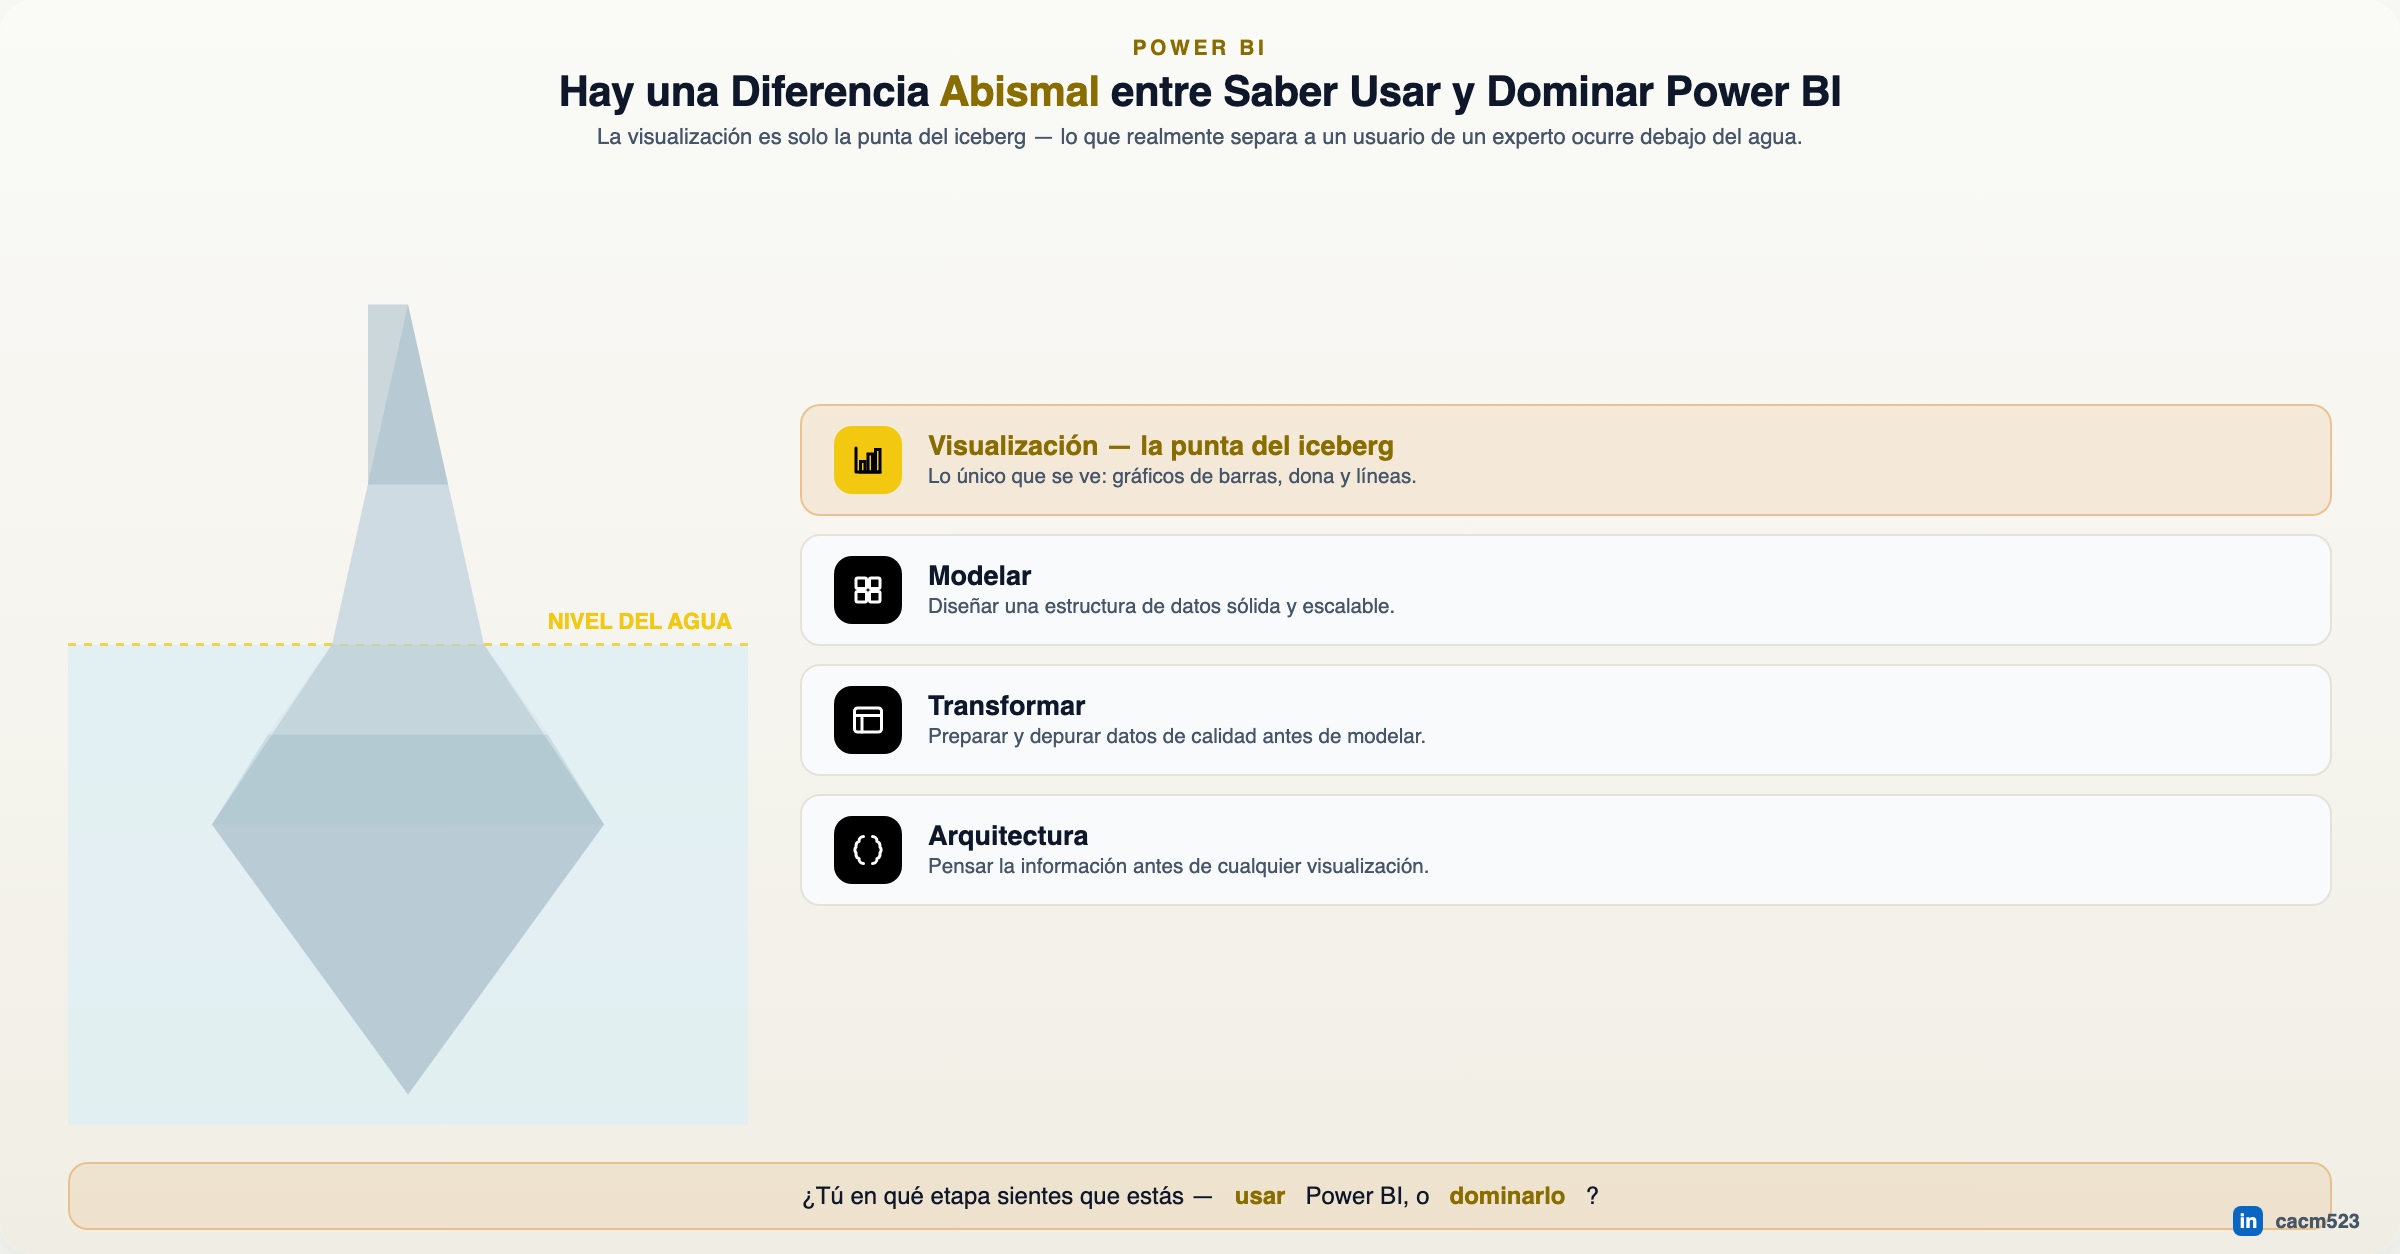 POWER BI
Hay una Diferencia Abismal entre Saber Usar y Dominar Power BI
La visualización es solo la punta del iceberg — lo que realmente separa a un usuario de un experto ocurre debajo del agua.
NIVEL DEL AGUA
Visualización — la punta del iceberg
Lo único que se ve: gráficos de barras, dona y líneas.
Modelar
Diseñar una estructura de datos sólida y escalable.
Transformar
Preparar y depurar datos de calidad antes de modelar.
Arquitectura
Pensar la información antes de cualquier visualización.
¿Tú en qué etapa sientes que estás — usar Power BI, o dominarlo ?
in cacm523